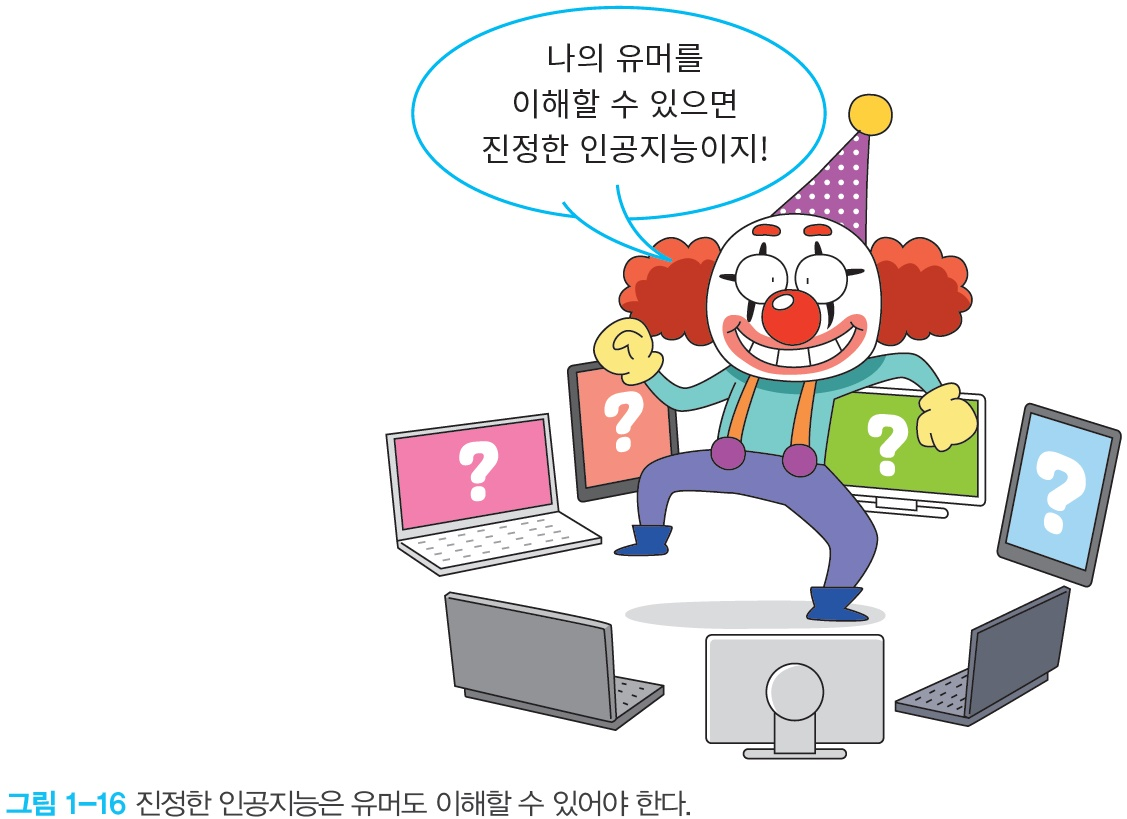 나의 유머를
이해할 수 있으면
진정한 인공지능이지!
?
?
?
?
그림 1-16 진정한 인공지능은 유머도 이해할 수 있어야 한다.